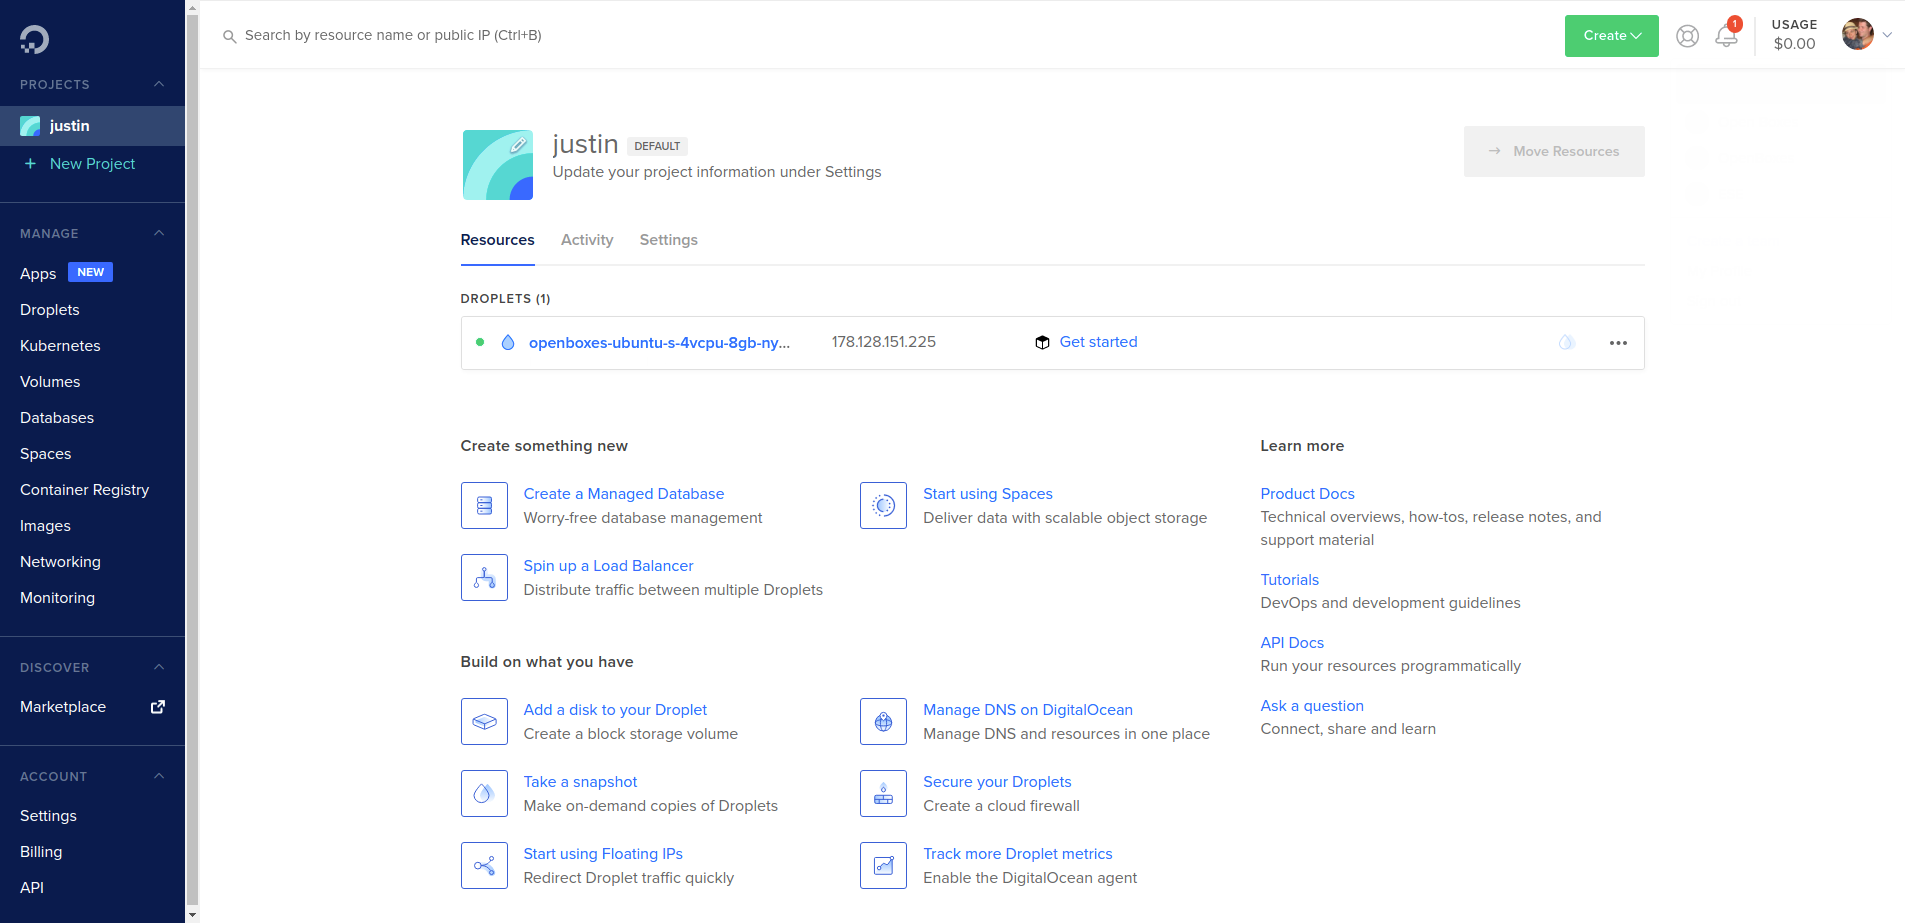 PROJECTS
justin
+ New Project
MANAGE
Apps NEW
Droplets
Kubernetes
Volumes
Databases
Spaces
Container Registry
Images
Networking
Monitoring
DISCOVER
Marketplace
ACCOUNT
Settings
Billing
API
Search by resource name or public IP (Ctrl+B)
Create
1
USAGE
$0.00
justin DEFAULT
Update your project information under Settings
→ Move Resources
Resources Activity Settings
DROPLETS (1)
openboxes-ubuntu-s-4vcpu-8gb-ny... 178.128.151.225 Get started
Create something new
Create a Managed Database
Worry-free database management
Start using Spaces
Deliver data with scalable object storage
Spin up a Load Balancer
Distribute traffic between multiple Droplets
Build on what you have
Add a disk to your Droplet
Create a block storage volume
Manage DNS on DigitalOcean
Manage DNS and resources in one place
Take a snapshot
Make on-demand copies of Droplets
Secure your Droplets
Create a cloud firewall
Start using Floating IPs
Redirect Droplet traffic quickly
Track more Droplet metrics
Enable the DigitalOcean agent
Learn more
Product Docs
Technical overviews, how-tos, release notes, and
support material
Tutorials
DevOps and development guidelines
API Docs
Run your resources programmatically
Ask a question
Connect, share and learn